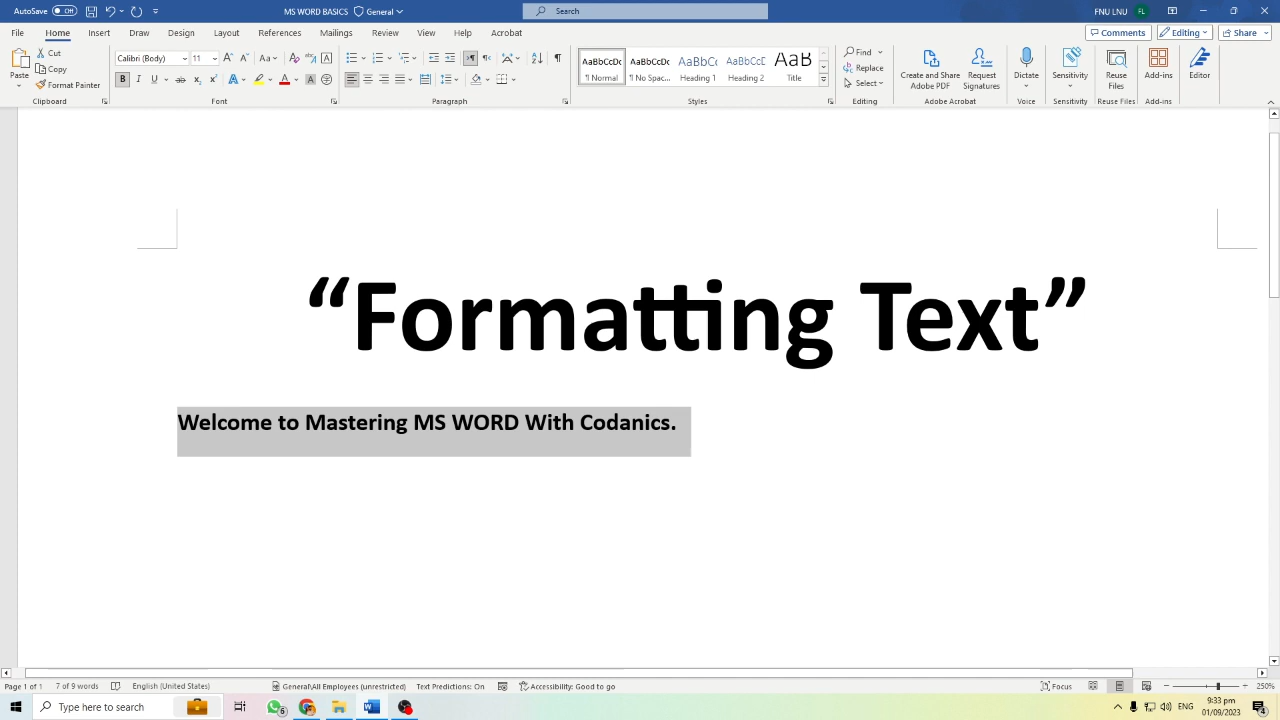 AutoSave Off MS WORD BASICS General Search FNU LNU FL
File Home Insert Draw Design Layout References Mailings Review View Help Acrobat Comments Editing Share
Paste Cut Copy Format Painter Clipboard
Calibri (Body) 11 Font
Paragraph
AaBbCcDc ¶ Normal AaBbCcDc ¶ No Spac... AaBbCc Heading 1 AaBbCcD Heading 2 AaB Title Styles
Find Replace Select Editing
Create and Share Adobe PDF Request Signatures Adobe Acrobat
Dictate Voice
Sensitivity Sensitivity
Reuse Files Reuse Files
Add-ins Add-ins
Editor
“Formatting Text”
Welcome to Mastering MS WORD With Codanics.
Page 1 of 1 7 of 9 words English (United States) General\All Employees (unrestricted) Text Predictions: On Accessibility: Good to go Focus 250%
Type here to search ENG 9:33 pm
01/09/2023